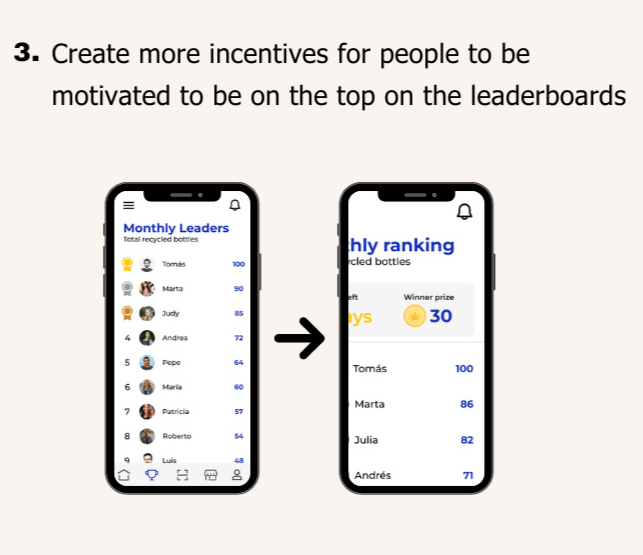 3. Create more incentives for people to be
motivated to be on the top on the leaderboards
Monthly Leaders
Total recycled bottles
Tomás 100
Marta 90
Judy 85
4 Andrea 72
5 Pepe 64
6 María 60
7 Patricia 57
8 Roberto 54
9 Luis 48
hly ranking
cled bottles
eft Winner prize
ays 30
Tomás 100
Marta 86
Julia 82
Andrés 71